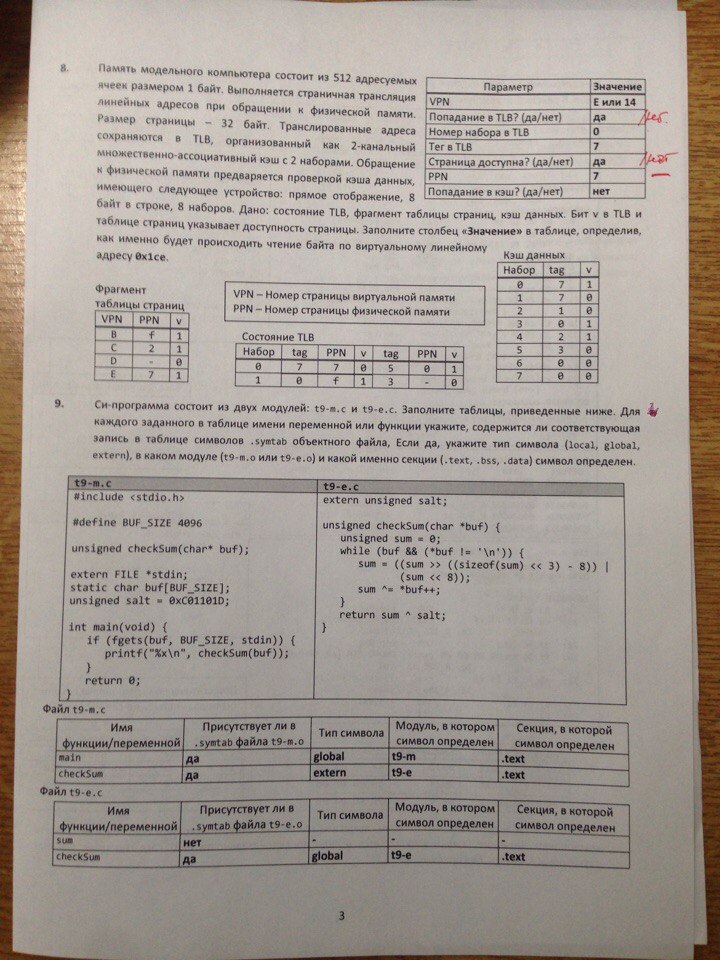 8. Память модельного компьютера состоит из 512 адресуемых
ячеек размером 1 байт. Выполняется страничная трансляция
линейных адресов при обращении к физической памяти.
Размер страницы – 32 байт. Транслированные адреса
сохраняются в TLB, организованный как 2-канальный
множественно-ассоциативный кэш с 2 наборами. Обращение
к физической памяти предваряется проверкой кэша данных,
имеющего следующее устройство: прямое отображение, 8
байт в строке, 8 наборов. Дано: состояние TLB, фрагмент таблицы страниц, кэш данных. Бит v в TLB и
таблице страниц указывает доступность страницы. Заполните столбец «Значение» в таблице, определив,
как именно будет происходить чтение байта по виртуальному линейному
адресу 0x1ce.
Параметр Значение
VPN E или 14
Попадание в TLB? (да/нет) да /нет.
Номер набора в TLB 0
Тег в TLB 7
Страница доступна? (да/нет) да /нет
PPN 7
Попадание в кэш? (да/нет) нет
Кэш данных
Набор tag v
0 7 1
1 7 0
2 1 0
3 0 1
4 2 1
5 3 0
6 0 0
7 0 0
Фрагмент
таблицы страниц
VPN PPN v
B f 1
C 2 1
D - 0
E 7 1
VPN – Номер страницы виртуальной памяти
PPN – Номер страницы физической памяти
Состояние TLB
Набор tag PPN v tag PPN v
0 7 7 0 5 0 1
1 0 f 1 3 - 0
9. Си-программа состоит из двух модулей: t9-m.c и t9-e.c. Заполните таблицы, приведенные ниже. Для
каждого заданного в таблице имени переменной или функции укажите, содержится ли соответствующая
запись в таблице символов .symtab объектного файла, Если да, укажите тип символа (local, global,
extern), в каком модуле (t9-m.o или t9-e.o) и какой именно секции (.text, .bss, .data) символ определен.
t9-m.c
#include <stdio.h>
#define BUF_SIZE 4096
unsigned checkSum(char* buf);
extern FILE *stdin;
static char buf[BUF_SIZE];
unsigned salt = 0xC01101D;
int main(void) {
if (fgets(buf, BUF_SIZE, stdin)) {
printf("%x\n", checkSum(buf));
}
return 0;
}
t9-e.c
extern unsigned salt;
unsigned checkSum(char *buf) {
unsigned sum = 0;
while (buf && (*buf != '\n')) {
sum = ((sum >> ((sizeof(sum) << 3) - 8)) |
(sum << 8));
sum ^= *buf++;
}
return sum ^ salt;
}
Файл t9-m.c
Имя функции/переменной Присутствует ли в .symtab файла t9-m.o Тип символа Модуль, в котором символ определен Секция, в которой символ определен
main да global t9-m .text
checkSum да extern t9-e .text
Файл t9-e.c
Имя функции/переменной Присутствует ли в .symtab файла t9-e.o Тип символа Модуль, в котором символ определен Секция, в которой символ определен
sum нет - - -
checkSum да global t9-e .text
3